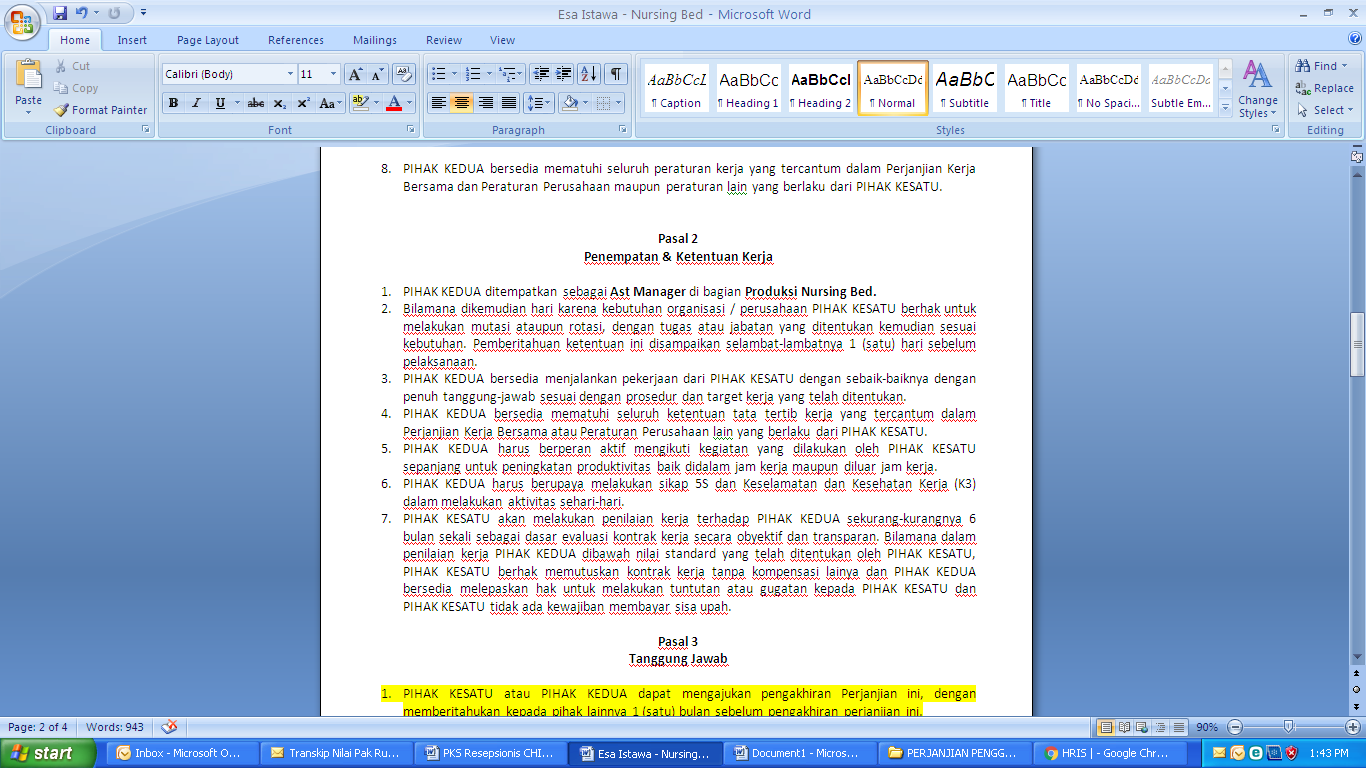 Esa Istawa - Nursing Bed - Microsoft Word
Home Insert Page Layout References Mailings Review View
Paste
Cut
Copy
Format Painter
Clipboard
Calibri (Body) 11
Font
Paragraph
AaBbCcI AaBbCc AaBbCcI AaBbCcDc AaBbC AaBbCc AaBbCcDc AaBbCcDc
¶ Caption ¶ Heading 1 ¶ Heading 2 ¶ Normal ¶ Subtitle ¶ Title ¶ No Spaci... Subtle Em...
Change Styles
Styles
Find
Replace
Select
Editing
8. PIHAK KEDUA bersedia mematuhi seluruh peraturan kerja yang tercantum dalam Perjanjian Kerja
Bersama dan Peraturan Perusahaan maupun peraturan lain yang berlaku dari PIHAK KESATU.
Pasal 2
Penempatan & Ketentuan Kerja
1. PIHAK KEDUA ditempatkan sebagai Ast Manager di bagian Produksi Nursing Bed.
2. Bilamana dikemudian hari karena kebutuhan organisasi / perusahaan PIHAK KESATU berhak untuk
melakukan mutasi ataupun rotasi, dengan tugas atau jabatan yang ditentukan kemudian sesuai
kebutuhan. Pemberitahuan ketentuan ini disampaikan selambat-lambatnya 1 (satu) hari sebelum
pelaksanaan.
3. PIHAK KEDUA bersedia menjalankan pekerjaan dari PIHAK KESATU dengan sebaik-baiknya dengan
penuh tanggung-jawab sesuai dengan prosedur dan target kerja yang telah ditentukan.
4. PIHAK KEDUA bersedia mematuhi seluruh ketentuan tata tertib kerja yang tercantum dalam
Perjanjian Kerja Bersama atau Peraturan Perusahaan lain yang berlaku dari PIHAK KESATU.
5. PIHAK KEDUA harus berperan aktif mengikuti kegiatan yang dilakukan oleh PIHAK KESATU
sepanjang untuk peningkatan produktivitas baik didalam jam kerja maupun diluar jam kerja.
6. PIHAK KEDUA harus berupaya melakukan sikap 5S dan Keselamatan dan Kesehatan Kerja (K3)
dalam melakukan aktivitas sehari-hari.
7. PIHAK KESATU akan melakukan penilaian kerja terhadap PIHAK KEDUA sekurang-kurangnya 6
bulan sekali sebagai dasar evaluasi kontrak kerja secara obyektif dan transparan. Bilamana dalam
penilaian kerja PIHAK KEDUA dibawah nilai standard yang telah ditentukan oleh PIHAK KESATU,
PIHAK KESATU berhak memutuskan kontrak kerja tanpa kompensasi lainya dan PIHAK KEDUA
bersedia melepaskan hak untuk melakukan tuntutan atau gugatan kepada PIHAK KESATU dan
PIHAK KESATU tidak ada kewajiban membayar sisa upah.
Pasal 3
Tanggung Jawab
1. PIHAK KESATU atau PIHAK KEDUA dapat mengajukan pengakhiran Perjanjian ini, dengan
memberitahukan kepada pihak lainnya 1 (satu) bulan sebelum pengakhiran perjanjian ini.
Page: 2 of 4 Words: 943 90%
start Inbox - Microsoft O... Transkip Nilai Pak Ru... PKS Resepsionis CHI... Esa Istawa - Nursing... Document1 - Micros... PERJANJIAN PENGG... HRIS | - Google Chr... 1:43 PM